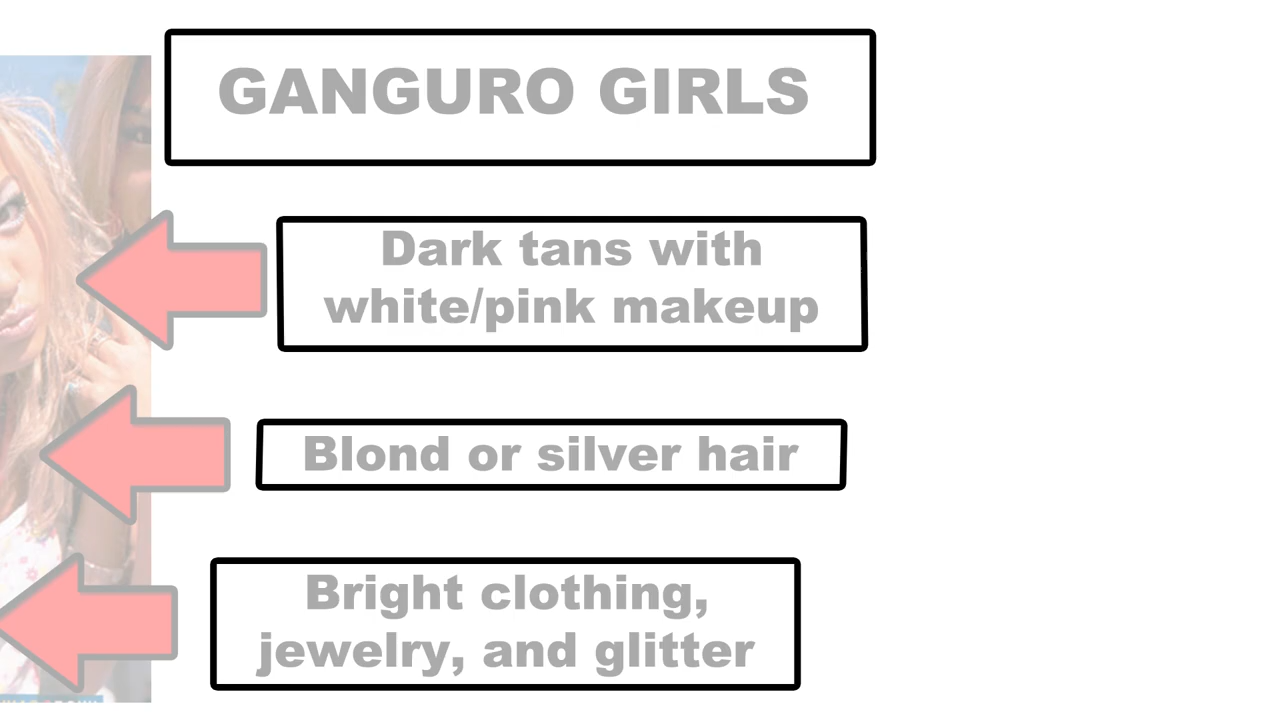 GANGURO GIRLS
Dark tans with
white/pink makeup
Blond or silver hair
Bright clothing,
jewelry, and glitter